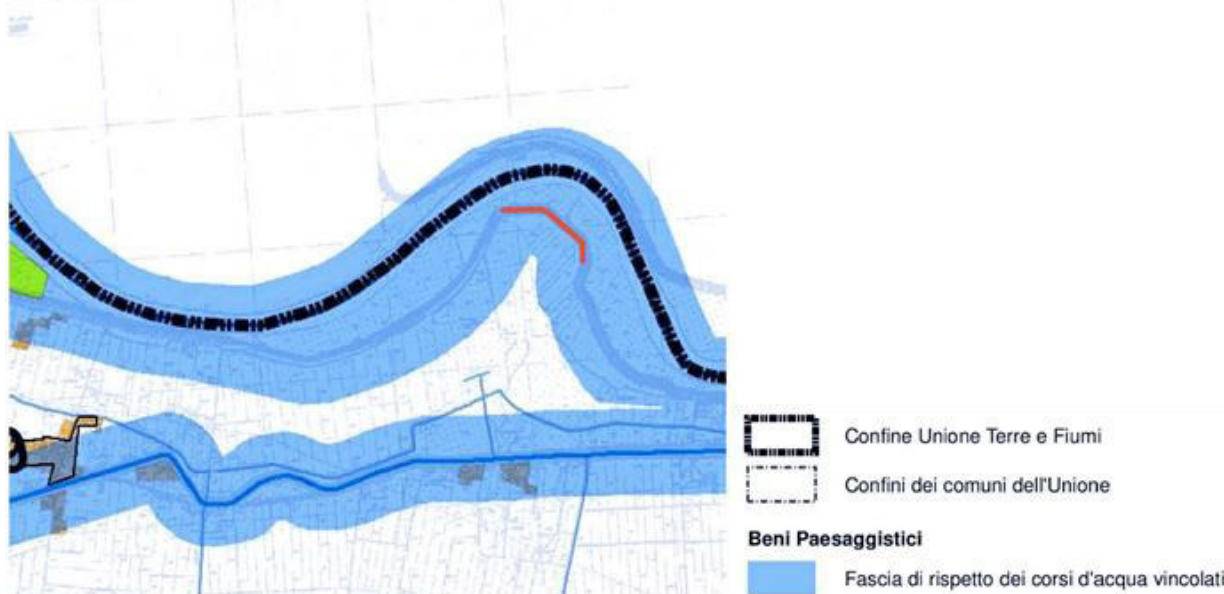 Confine Unione Terre e Fiumi
Confini dei comuni dell'Unione
Beni Paesaggistici
Fascia di rispetto dei corsi d'acqua vincolati